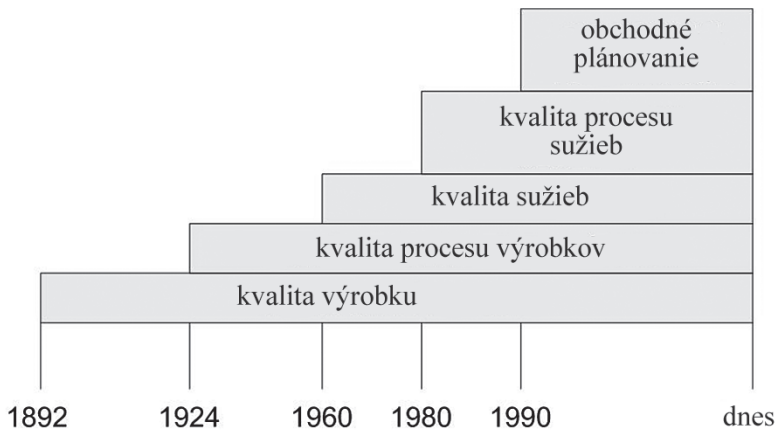 obchodné
plánovanie
kvalita procesu
sužieb
kvalita sužieb
kvalita procesu výrobkov
kvalita výrobku
1892 1924 1960 1980 1990 dnes